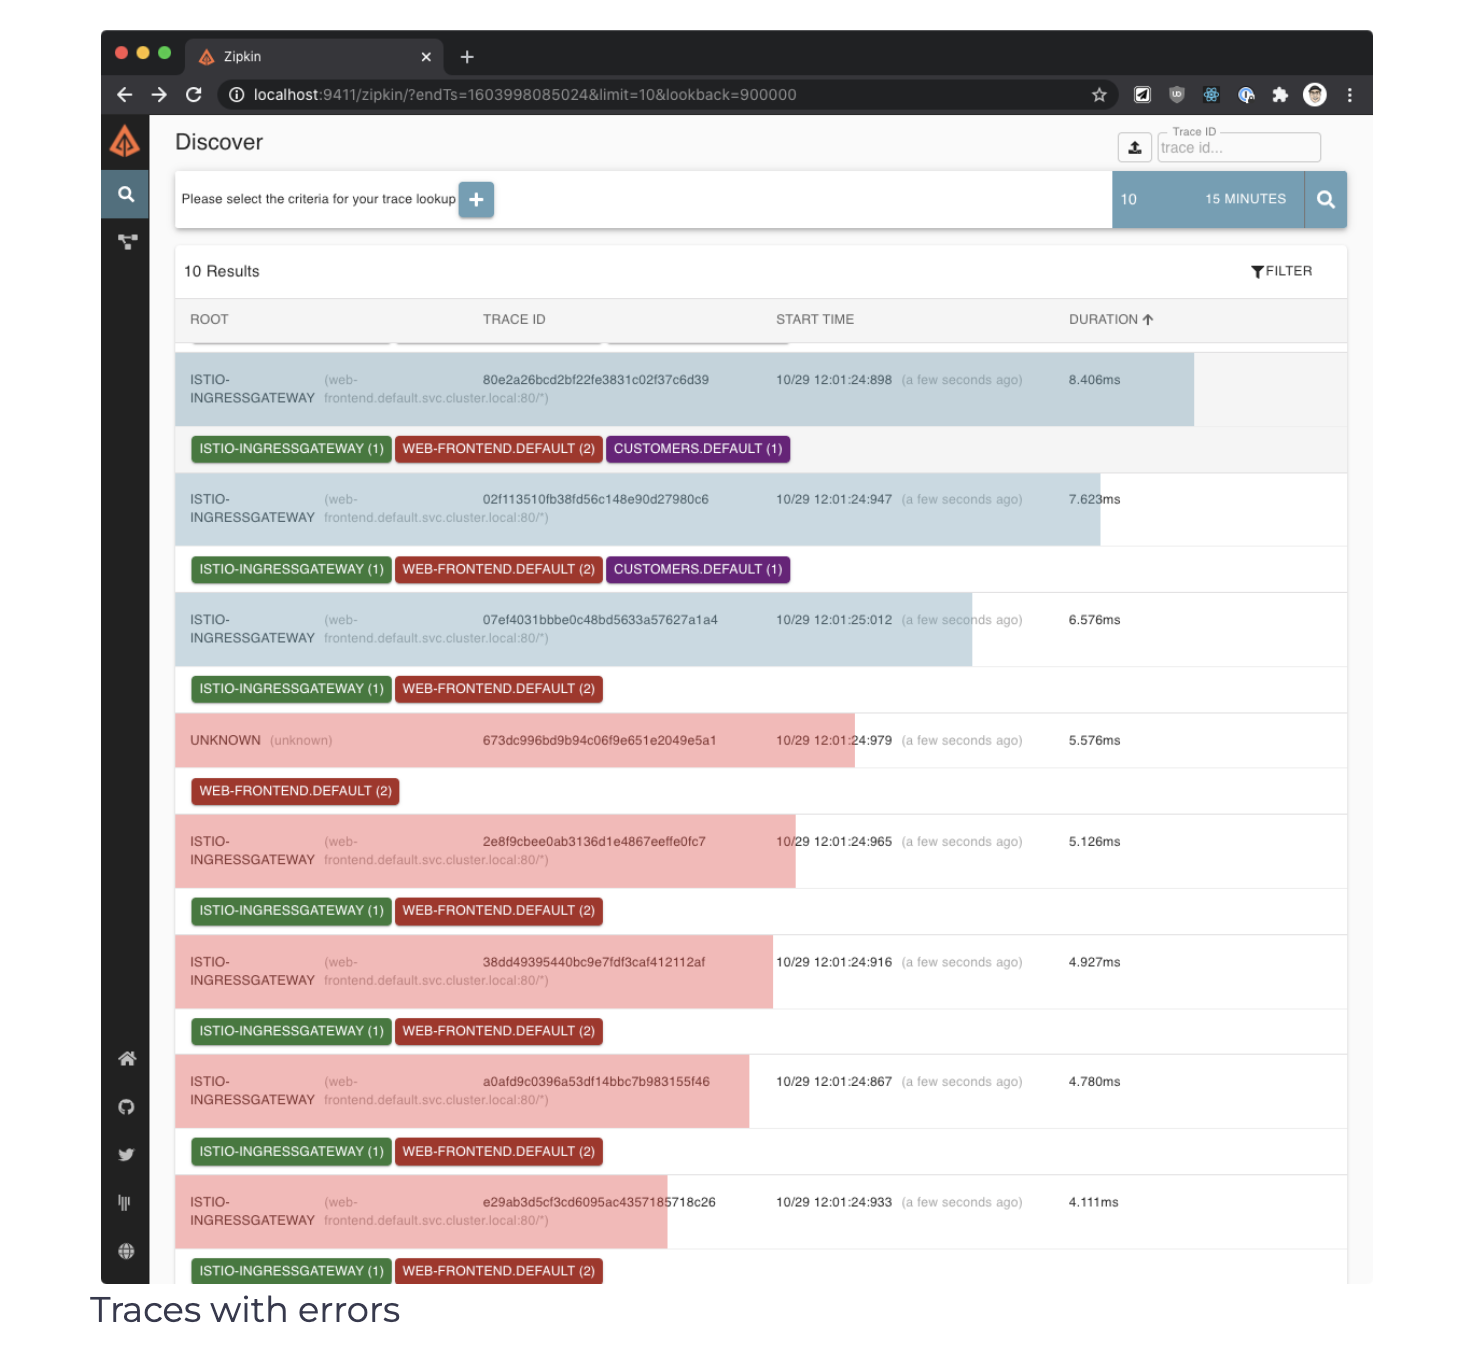 Zipkin
localhost:9411/zipkin/?endTs=1603998085024&limit=10&lookback=900000
Discover
Trace ID
trace id...
Please select the criteria for your trace lookup
10 15 MINUTES
10 Results
FILTER
ROOT TRACE ID START TIME DURATION
ISTIO- (web- 80e2a26bcd2bf22fe3831c02f37c6d39 10/29 12:01:24:898 (a few seconds ago) 8.406ms
INGRESSGATEWAY frontend.default.svc.cluster.local:80/*)
ISTIO-INGRESSGATEWAY (1) WEB-FRONTEND.DEFAULT (2) CUSTOMERS.DEFAULT (1)
ISTIO- (web- 02f113510fb38fd56c148e90d27980c6 10/29 12:01:24:947 (a few seconds ago) 7.623ms
INGRESSGATEWAY frontend.default.svc.cluster.local:80/*)
ISTIO-INGRESSGATEWAY (1) WEB-FRONTEND.DEFAULT (2) CUSTOMERS.DEFAULT (1)
ISTIO- (web- 07ef4031bbbe0c48bd5633a57627a1a4 10/29 12:01:25:012 (a few seconds ago) 6.576ms
INGRESSGATEWAY frontend.default.svc.cluster.local:80/*)
ISTIO-INGRESSGATEWAY (1) WEB-FRONTEND.DEFAULT (2)
UNKNOWN (unknown) 673dc996bd9b94c06f9e651e2049e5a1 10/29 12:01:24:979 (a few seconds ago) 5.576ms
WEB-FRONTEND.DEFAULT (2)
ISTIO- (web- 2e8f9cbee0ab3136d1e4867eeffe0fc7 10/29 12:01:24:965 (a few seconds ago) 5.126ms
INGRESSGATEWAY frontend.default.svc.cluster.local:80/*)
ISTIO-INGRESSGATEWAY (1) WEB-FRONTEND.DEFAULT (2)
ISTIO- (web- 38dd49395440bc9e7fdf3caf412112af 10/29 12:01:24:916 (a few seconds ago) 4.927ms
INGRESSGATEWAY frontend.default.svc.cluster.local:80/*)
ISTIO-INGRESSGATEWAY (1) WEB-FRONTEND.DEFAULT (2)
ISTIO- (web- a0afd9c0396a53df14bbc7b983155f46 10/29 12:01:24:867 (a few seconds ago) 4.780ms
INGRESSGATEWAY frontend.default.svc.cluster.local:80/*)
ISTIO-INGRESSGATEWAY (1) WEB-FRONTEND.DEFAULT (2)
ISTIO- (web- e29ab3d5cf3cd6095ac4357185718c26 10/29 12:01:24:933 (a few seconds ago) 4.111ms
INGRESSGATEWAY frontend.default.svc.cluster.local:80/*)
ISTIO-INGRESSGATEWAY (1) WEB-FRONTEND.DEFAULT (2)
Traces with errors